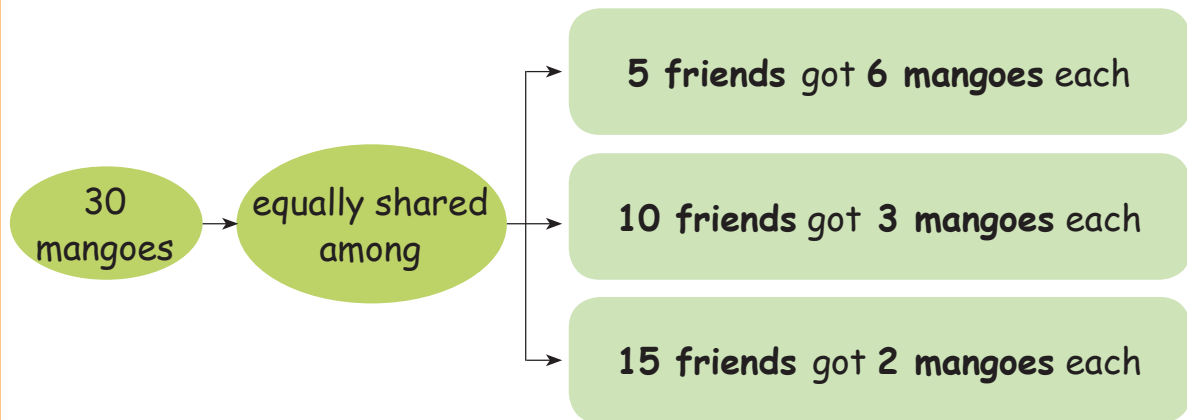 30
mangoes
equally shared
among
5 friends got 6 mangoes each
10 friends got 3 mangoes each
15 friends got 2 mangoes each